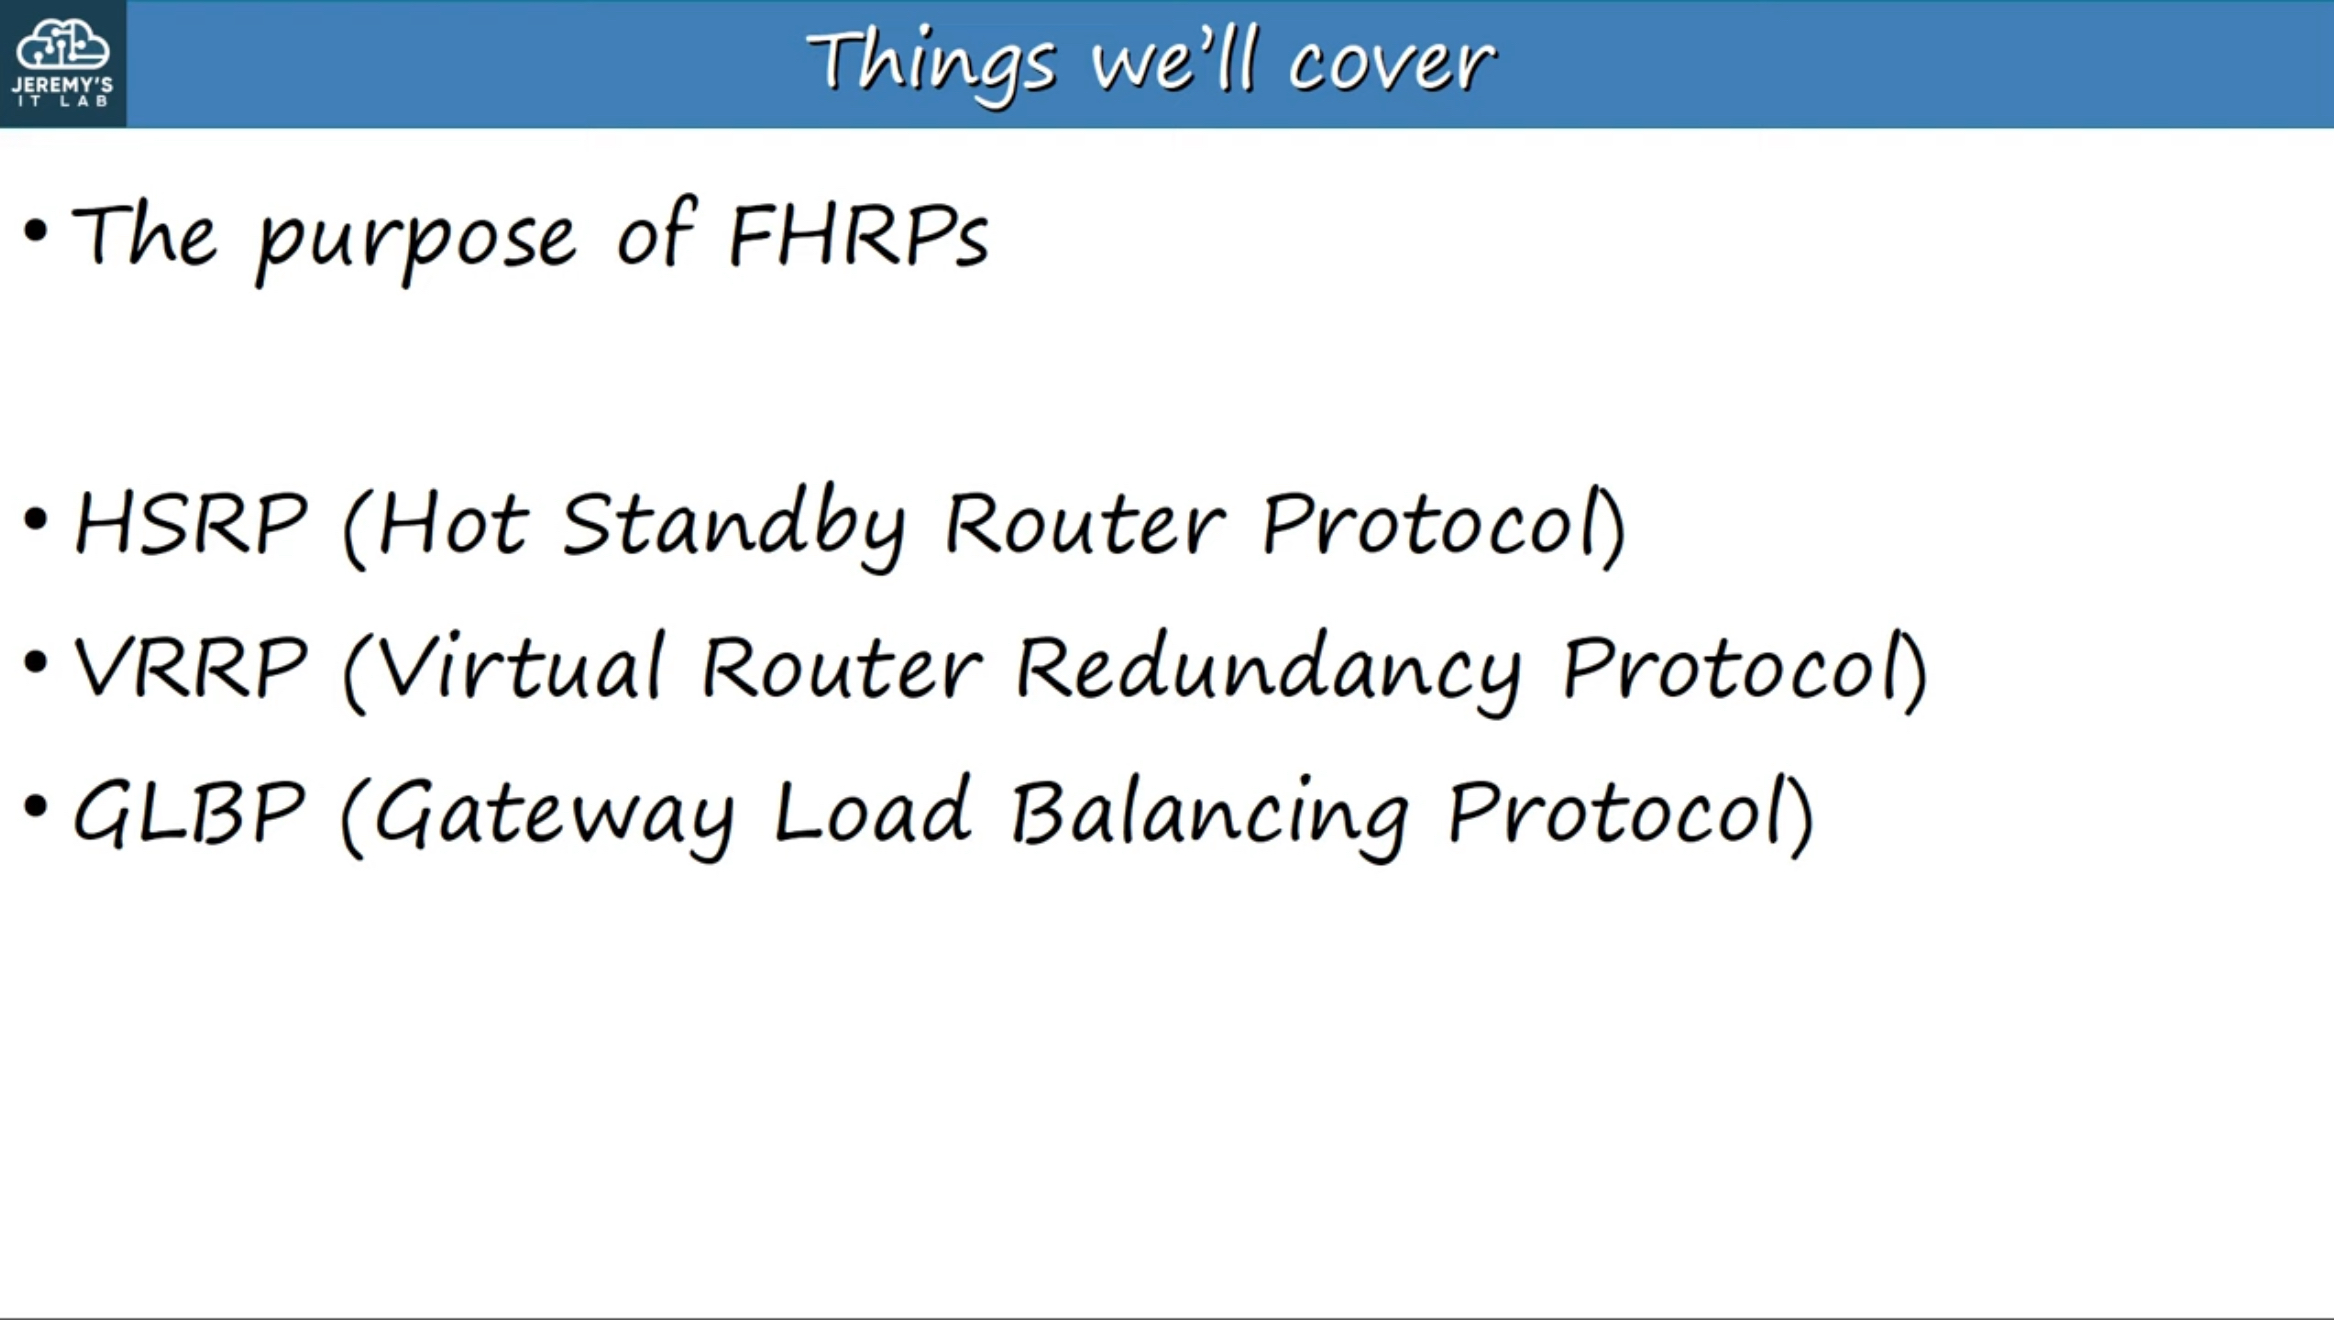 JEREMY'S
IT LAB
Things we'll cover
• The purpose of FHRPs
• HSRP (Hot Standby Router Protocol)
• VRRP (Virtual Router Redundancy Protocol)
• GLBP (Gateway Load Balancing Protocol)